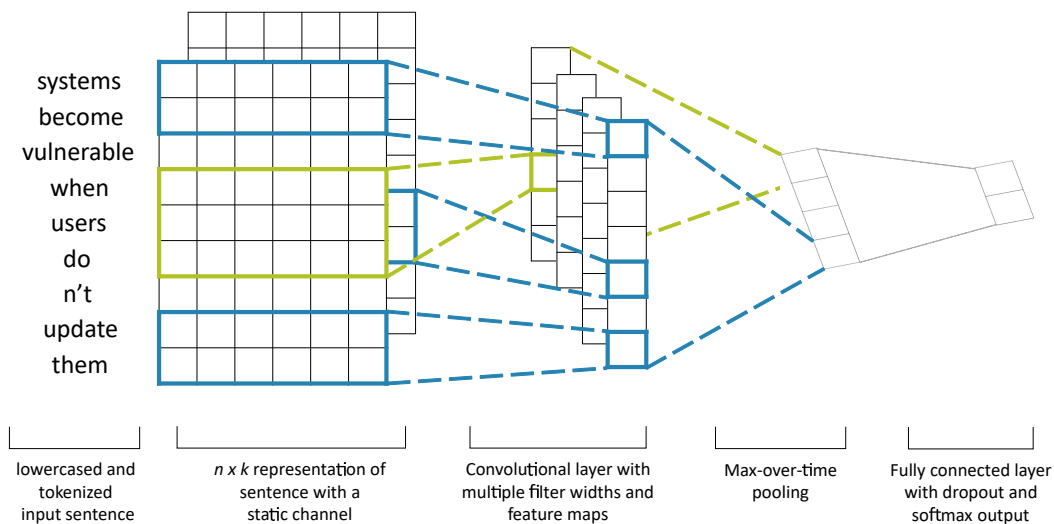 systems
become
vulnerable
when
users
do
n't
update
them
lowercased and
tokenized
input sentence
n x k representation of
sentence with a
static channel
Convolutional layer with
multiple filter widths and
feature maps
Max-over-time
pooling
Fully connected layer
with dropout and
softmax output